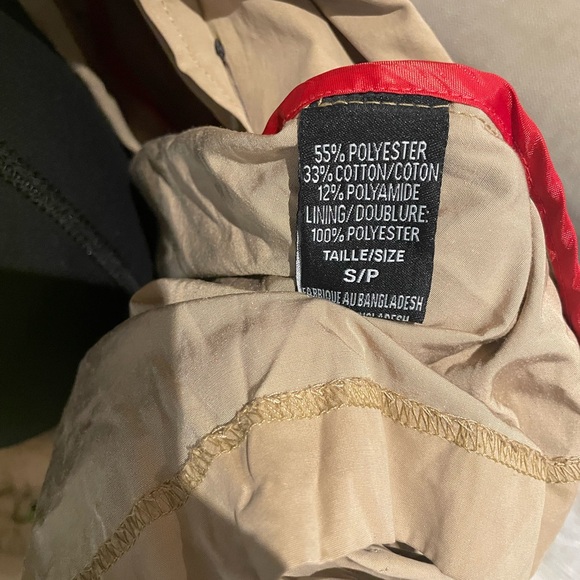 55% POLYESTER
33% COTTON/COTON
12% POLYAMIDE
LINING/ DOUBLURE:
100% POLYESTER
TAILLE/SIZE
S/P
FABRIQUE AU BANGLADESH